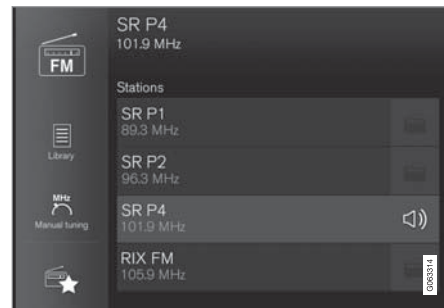 SR P4
101.9 MHz
FM
Stations
SR P1
89.3 MHz
Library
SR P2
96.3 MHz
MHz
Manual tuning
SR P4
101.9 MHz
RIX FM
105.9 MHz
G063314